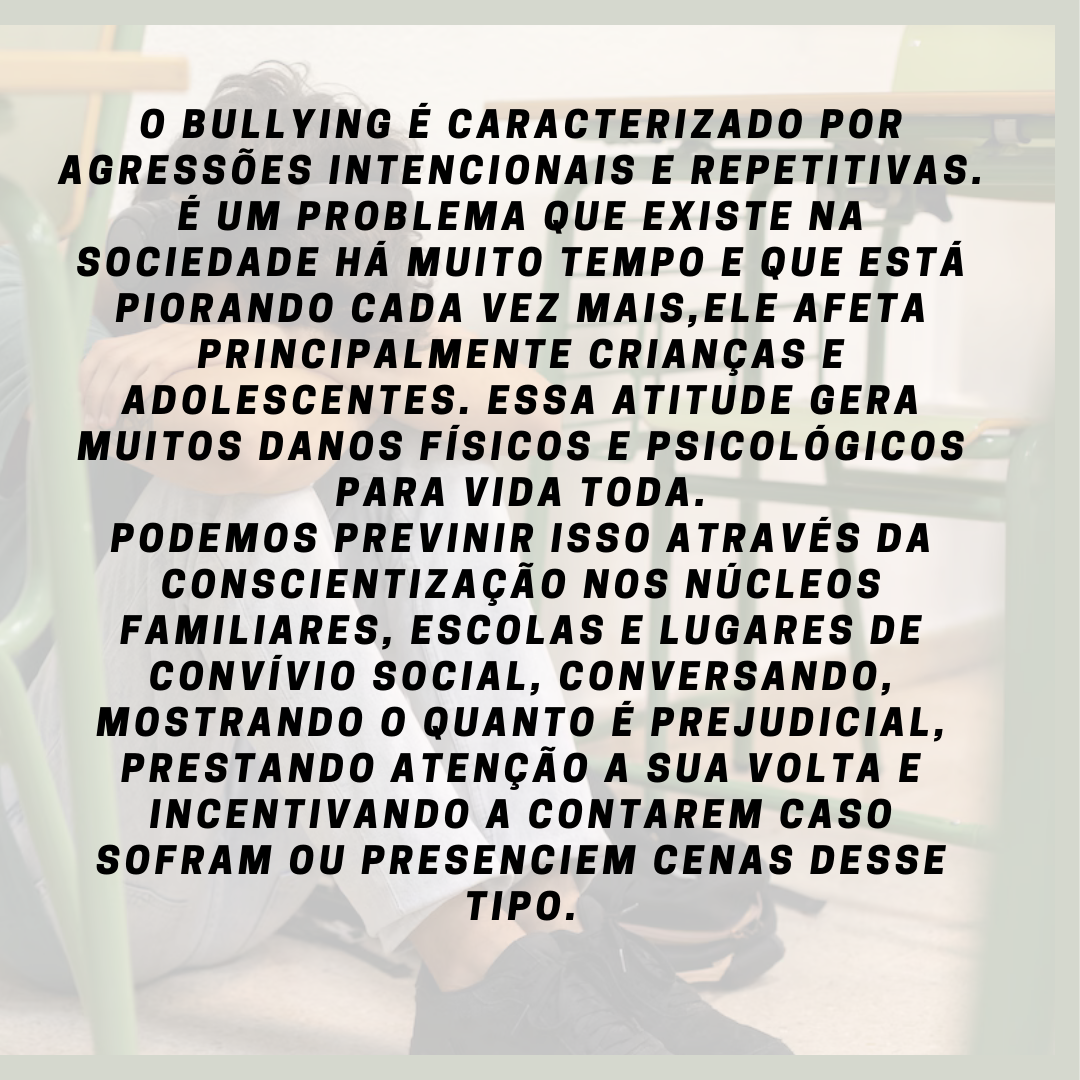 O BULLYING É CARACTERIZADO POR
AGRESSÕES INTENCIONAIS E REPETITIVAS.
É UM PROBLEMA QUE EXISTE NA
SOCIEDADE HÁ MUITO TEMPO E QUE ESTÁ
PIORANDO CADA VEZ MAIS,ELE AFETA
PRINCIPALMENTE CRIANÇAS E
ADOLESCENTES. ESSA ATITUDE GERA
MUITOS DANOS FÍSICOS E PSICOLÓGICOS
PARA VIDA TODA.
PODEMOS PREVINIR ISSO ATRAVÉS DA
CONSCIENTIZAÇÃO NOS NÚCLEOS
FAMILIARES, ESCOLAS E LUGARES DE
CONVÍVIO SOCIAL, CONVERSANDO,
MOSTRANDO O QUANTO É PREJUDICIAL,
PRESTANDO ATENÇÃO A SUA VOLTA E
INCENTIVANDO A CONTAREM CASO
SOFRAM OU PRESENCIEM CENAS DESSE
TIPO.